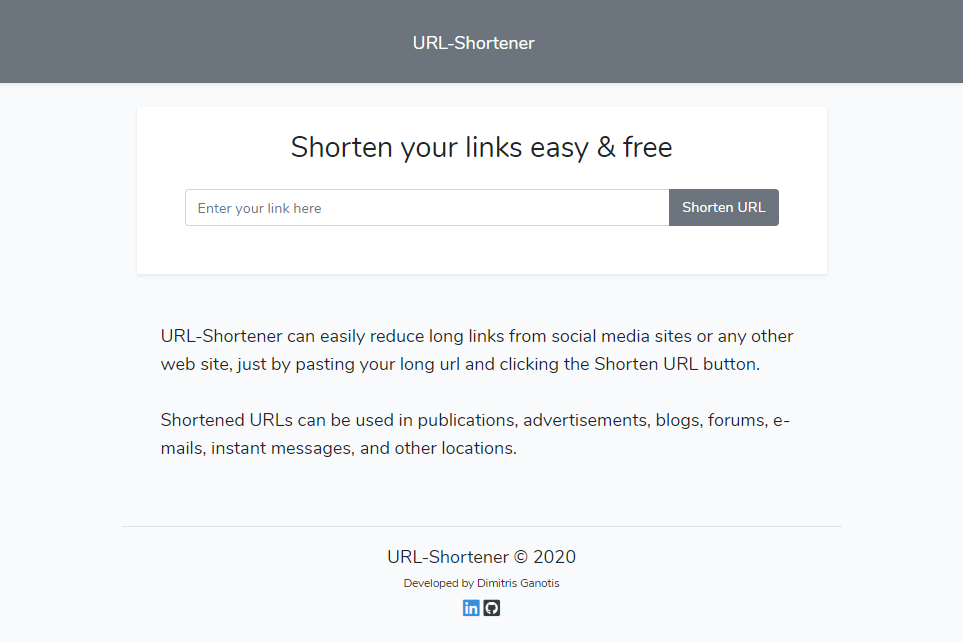 URL-Shortener
Shorten your links easy & free
Enter your link here
Shorten URL
URL-Shortener can easily reduce long links from social media sites or any other
web site, just by pasting your long url and clicking the Shorten URL button.
Shortened URLs can be used in publications, advertisements, blogs, forums, e-
mails, instant messages, and other locations.
URL-Shortener © 2020
Developed by Dimitris Ganotis
in